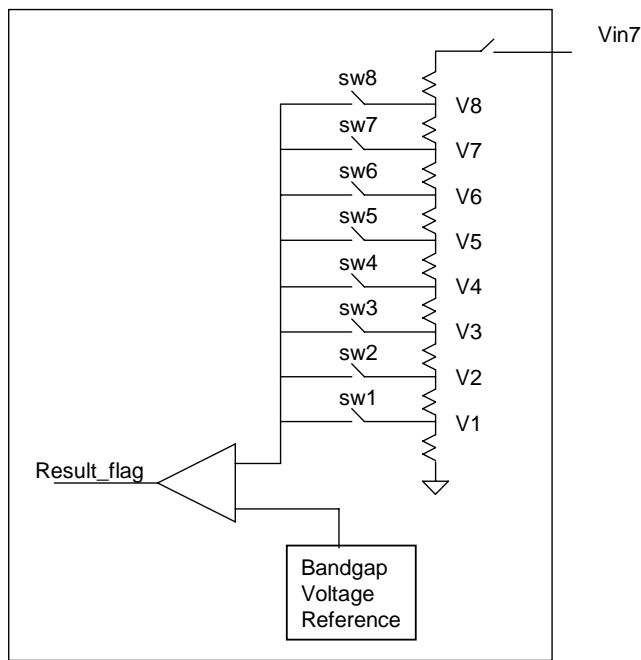 Vin7
sw8
V8
sw7
V7
sw6
V6
sw5
V5
sw4
V4
sw3
V3
sw2
V2
sw1
V1
Result_flag
Bandgap
Voltage
Reference